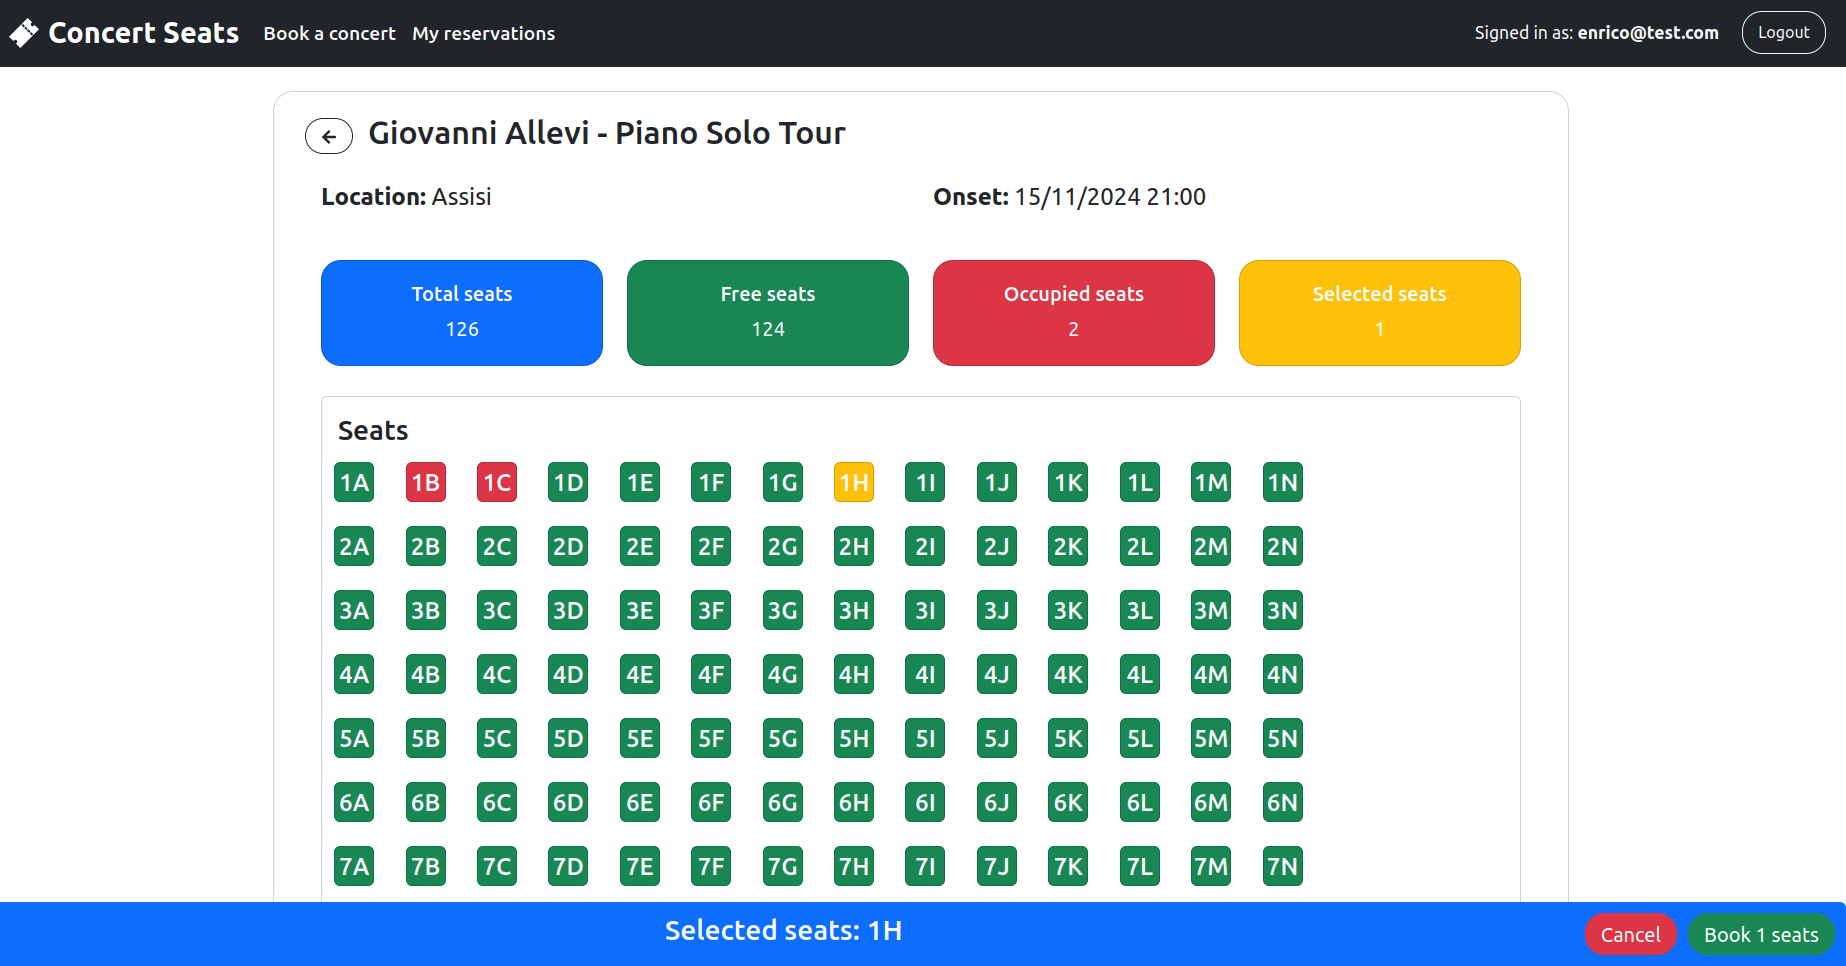 Concert Seats Book a concert My reservations Signed in as: enrico@test.com Logout
Giovanni Allevi - Piano Solo Tour
Location: Assisi Onset: 15/11/2024 21:00
Total seats Free seats Occupied seats Selected seats
126 124 2 1
Seats
1A 1B 1C 1D 1E 1F 1G 1H 1I 1J 1K 1L 1M 1N
2A 2B 2C 2D 2E 2F 2G 2H 2I 2J 2K 2L 2M 2N
3A 3B 3C 3D 3E 3F 3G 3H 3I 3J 3K 3L 3M 3N
4A 4B 4C 4D 4E 4F 4G 4H 4I 4J 4K 4L 4M 4N
5A 5B 5C 5D 5E 5F 5G 5H 5I 5J 5K 5L 5M 5N
6A 6B 6C 6D 6E 6F 6G 6H 6I 6J 6K 6L 6M 6N
7A 7B 7C 7D 7E 7F 7G 7H 7I 7J 7K 7L 7M 7N
Selected seats: 1H Cancel Book 1 seats